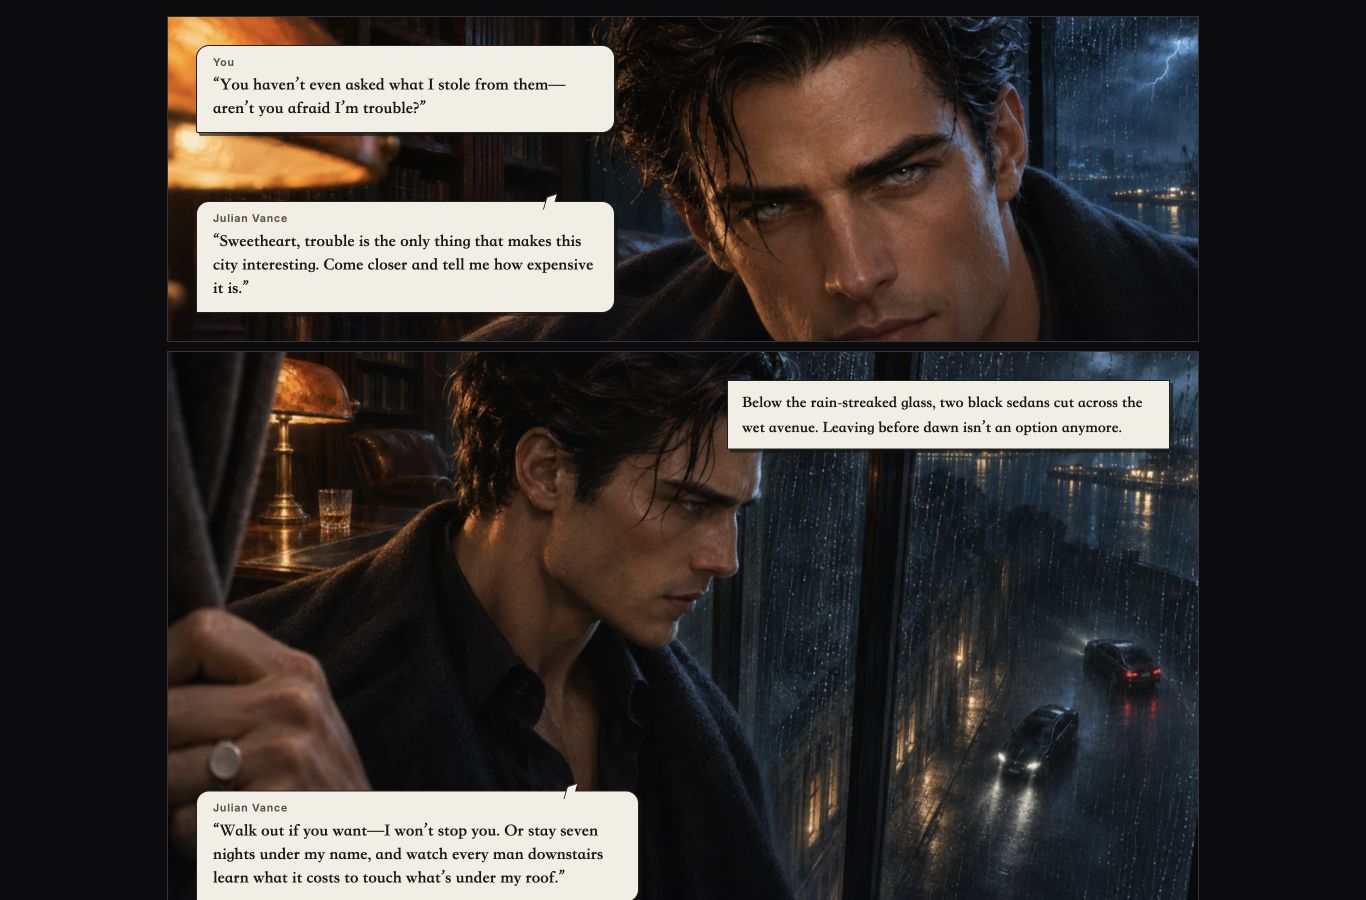 You
“You haven’t even asked what I stole from them—
aren’t you afraid I’m trouble?”
Julian Vance
“Sweetheart, trouble is the only thing that makes this
city interesting. Come closer and tell me how expensive
it is.”
Below the rain-streaked glass, two black sedans cut across the
wet avenue. Leaving before dawn isn’t an option anymore.
Julian Vance
“Walk out if you want—I won’t stop you. Or stay seven
nights under my name, and watch every man downstairs
learn what it costs to touch what’s under my roof.”